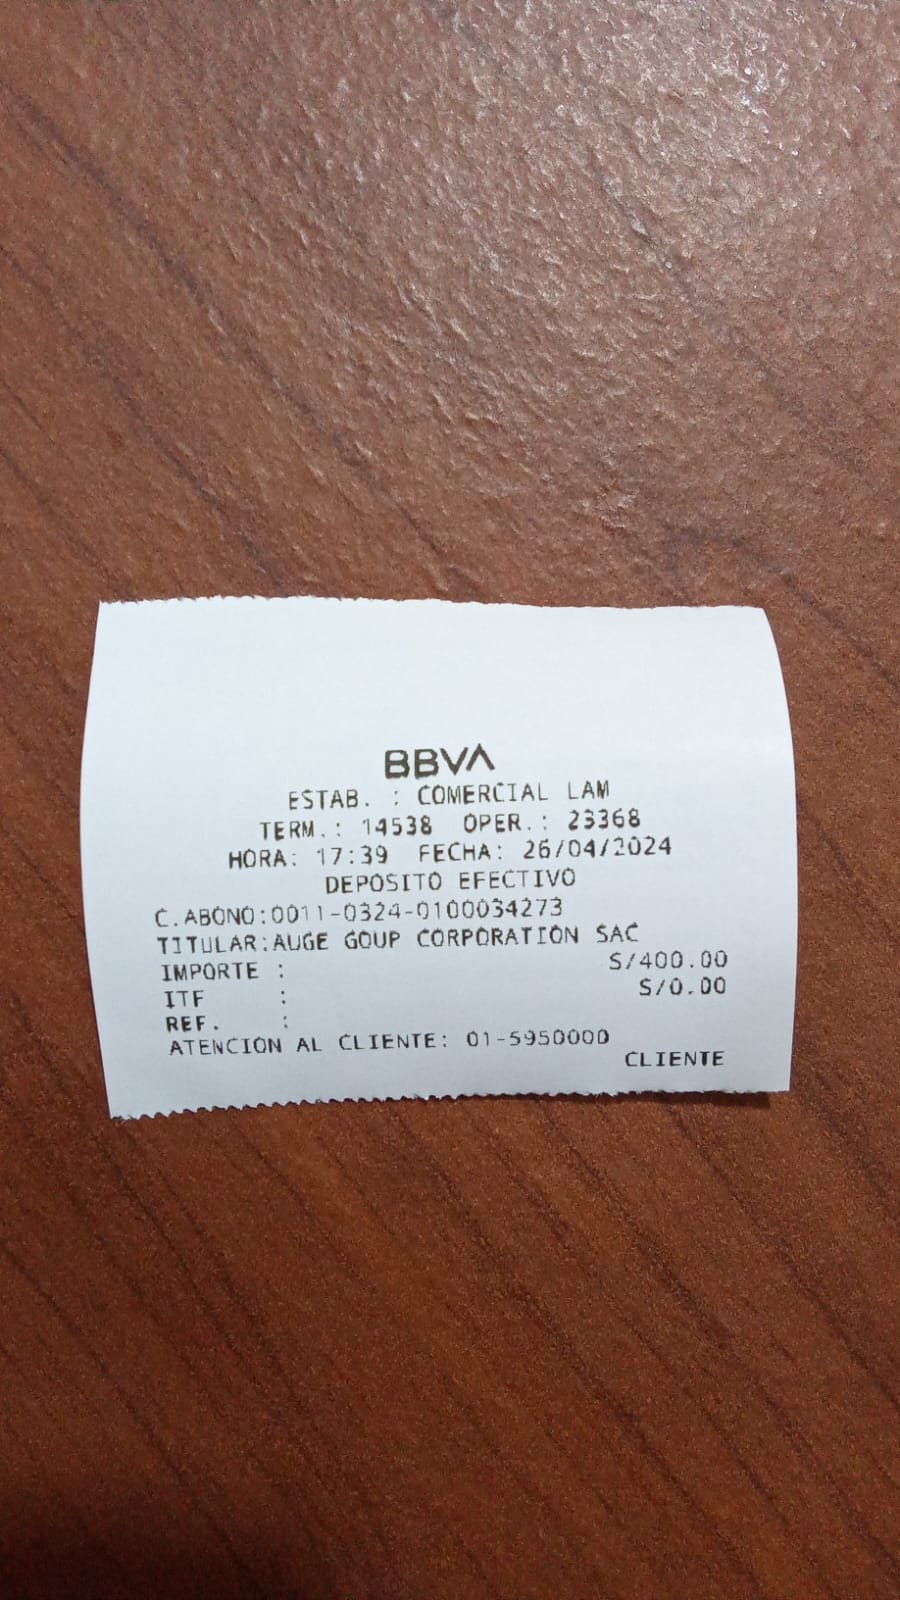 BBVA
ESTAB. : COMERCIAL LAM
TERM.: 14538 OPER.: 23368
HORA: 17:39 FECHA: 26/04/2024
DEPOSITO EFECTIVO
C.ABONO:0011-0324-0100034273
TITULAR:AUGE GOUP CORPORATION SAC
IMPORTE : S/400.00
ITF : S/0.00
REF. :
ATENCION AL CLIENTE: 01-5950000
CLIENTE